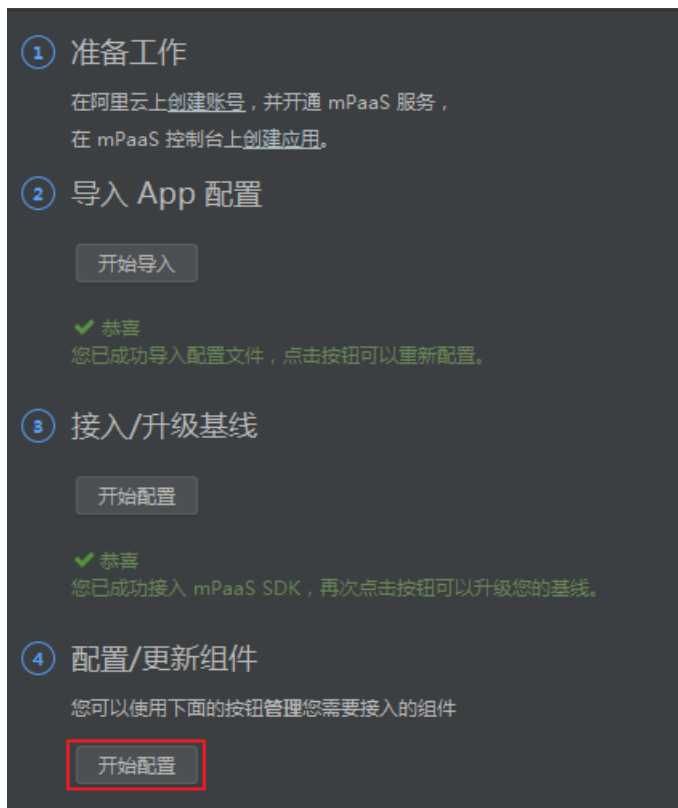 1 准备工作
在阿里云上创建账号，并开通 mPaaS 服务，
在 mPaaS 控制台上创建应用。
2 导入 App 配置
开始导入
✔ 恭喜
您已成功导入配置文件，点击按钮可以重新配置。
3 接入/升级基线
开始配置
✔ 恭喜
您已成功接入 mPaaS SDK，再次点击按钮可以升级您的基线。
4 配置/更新组件
您可以使用下面的按钮管理您需要接入的组件
开始配置